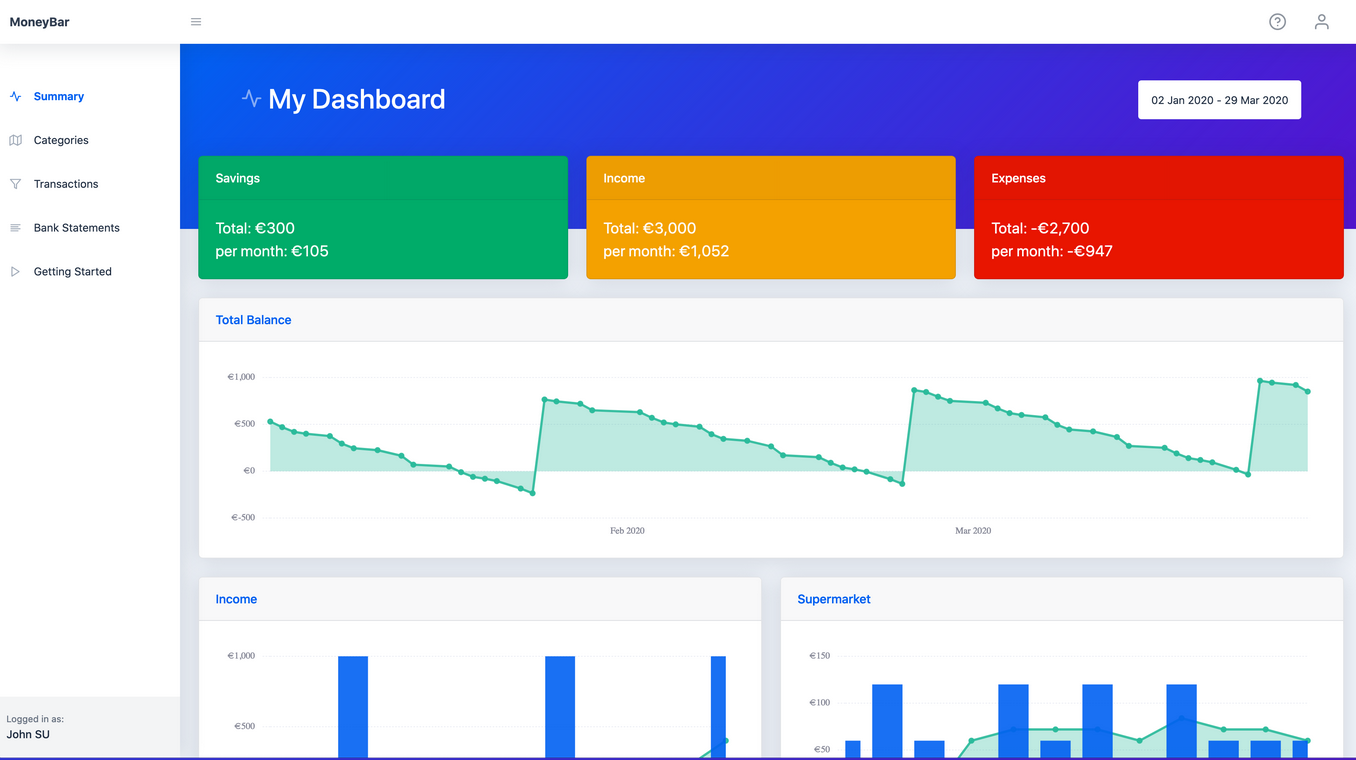 MoneyBar
My Dashboard
02 Jan 2020 - 29 Mar 2020
Summary
Categories
Transactions
Bank Statements
Getting Started
Savings
Total: €300
per month: €105
Income
Total: €3,000
per month: €1,052
Expenses
Total: -€2,700
per month: -€947
Total Balance
€1,000
€500
€0
€-500
Feb 2020
Mar 2020
Income
€1,000
€500
Supermarket
€150
€100
€50
Logged in as:
John SU